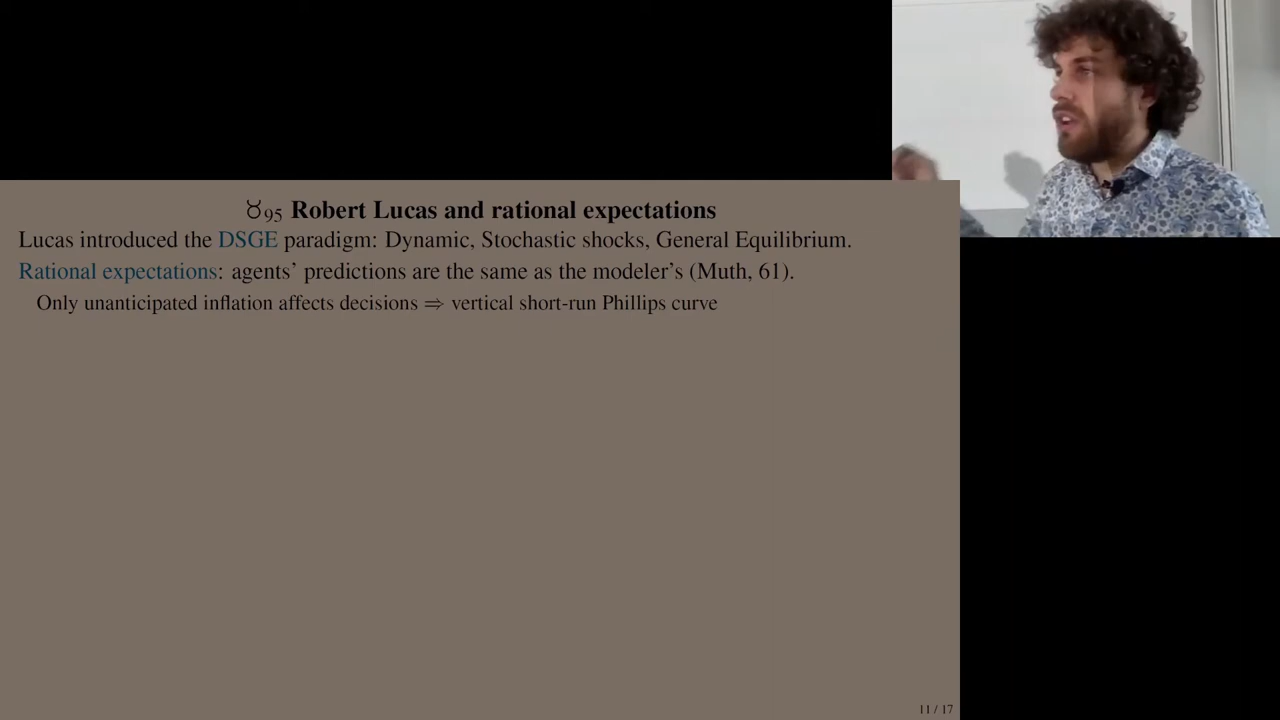 ♉95 Robert Lucas and rational expectations
Lucas introduced the DSGE paradigm: Dynamic, Stochastic shocks, General Equilibrium.
Rational expectations: agents' predictions are the same as the modeler's (Muth, 61).
Only unanticipated inflation affects decisions ⇒ vertical short-run Phillips curve
11 / 17